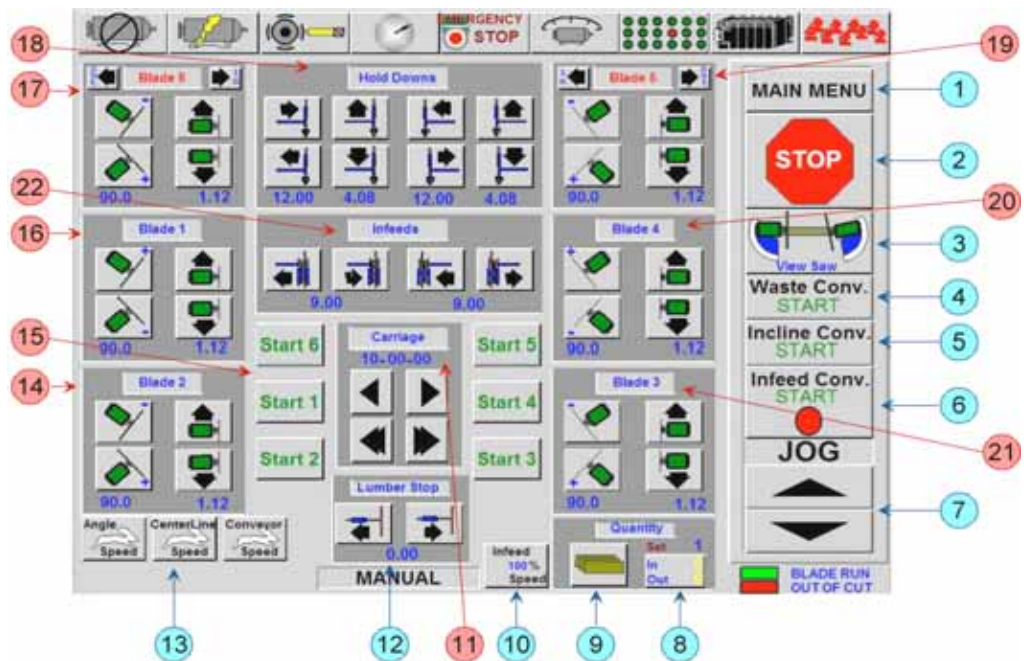 EMERGENCY
STOP
18
19
17
Blade 6
Hold Downs
Blade 5
MAIN MENU
1
STOP
2
90.0 1.12
12.00 4.08 12.00 4.08
90.0 1.12
22
20
16
Blade 1
Infeeds
Blade 4
View Saw
3
Waste Conv.
START
4
9.00 9.00
90.0 1.12
90.0 1.12
15
Start 6
Carriage
10-00-00
Start 5
Incline Conv.
START
5
14
Blade 2
Start 1
Start 4
Blade 3
Infeed Conv.
START
6
21
JOG
Start 2
Start 3
Lumber Stop
7
90.0 1.12
90.0 1.12
Angle
Speed
CenterLine
Speed
Conveyor
Speed
0.00
MANUAL
Infeed
100%
Speed
Quantity
Set 1
In
Out
BLADE RUN
OUT OF CUT
13
12
11
10
9
8